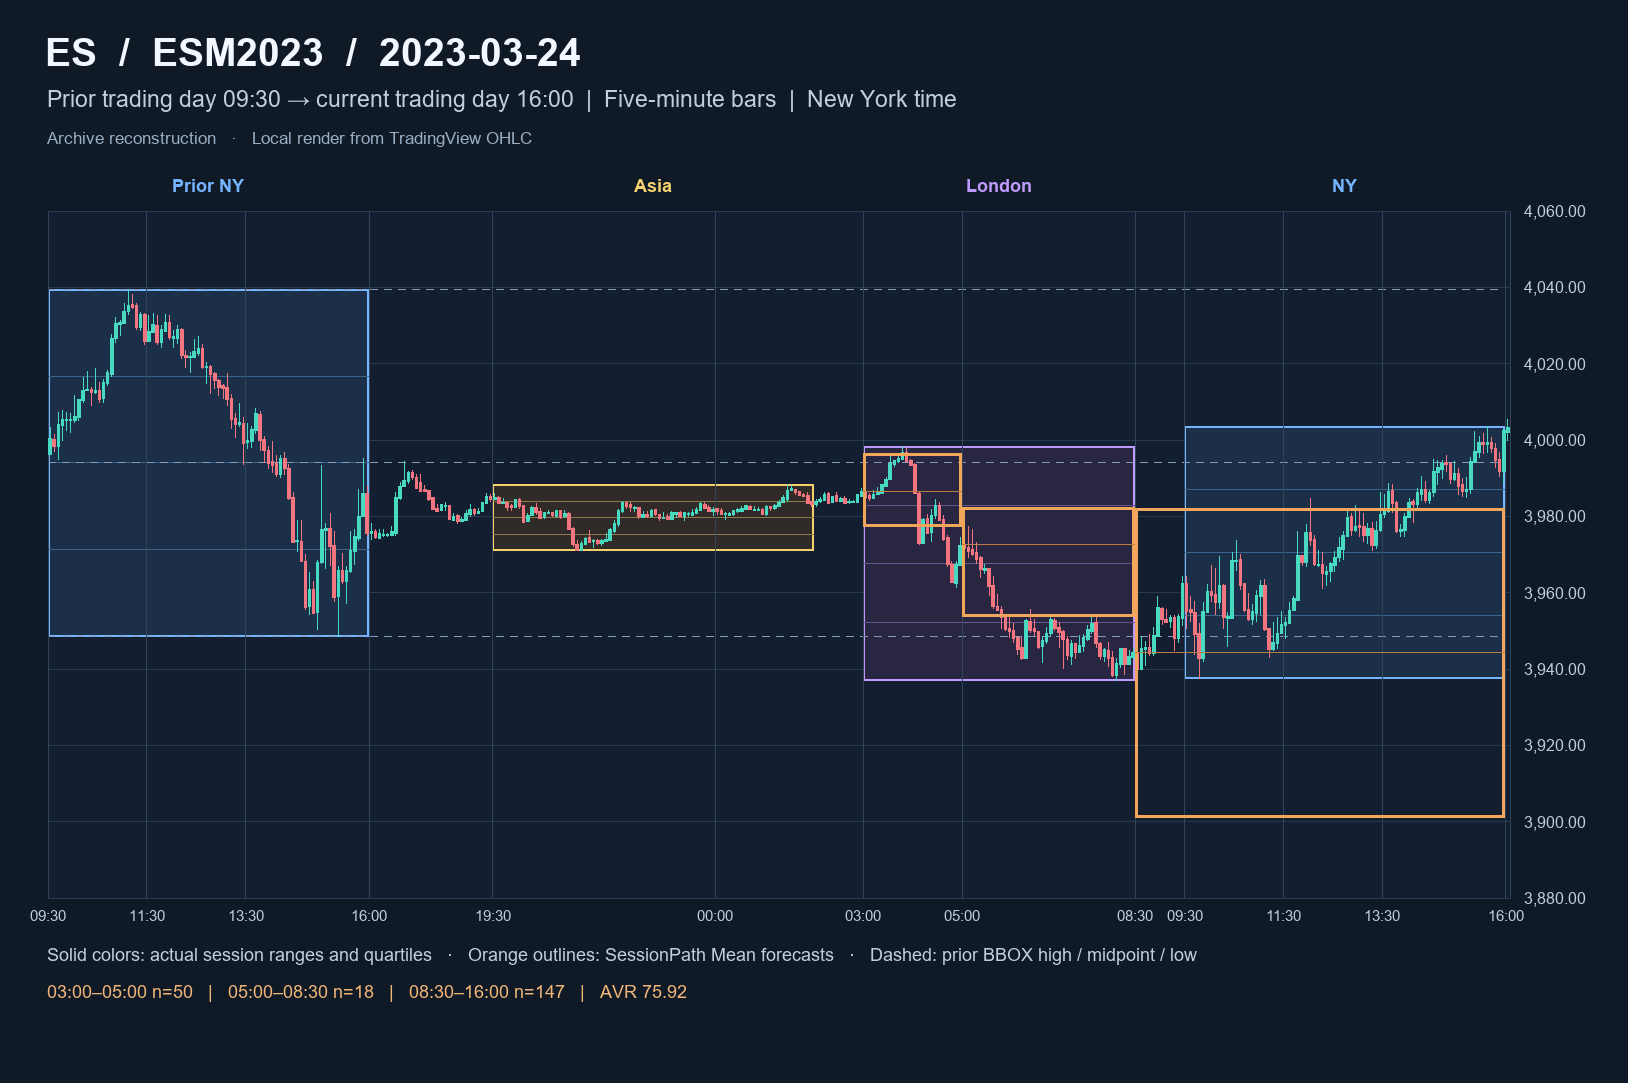 ES / ESM2023 / 2023-03-24
Prior trading day 09:30 → current trading day 16:00 | Five-minute bars | New York time
Archive reconstruction · Local render from TradingView OHLC
Prior NY Asia London NY
4,060.00
4,040.00
4,020.00
4,000.00
3,980.00
3,960.00
3,940.00
3,920.00
3,900.00
3,880.00
09:30 11:30 13:30 16:00 19:30 00:00 03:00 05:00 08:30 09:30 11:30 13:30 16:00
Solid colors: actual session ranges and quartiles · Orange outlines: SessionPath Mean forecasts · Dashed: prior BBOX high / midpoint / low
03:00–05:00 n=50 | 05:00–08:30 n=18 | 08:30–16:00 n=147 | AVR 75.92